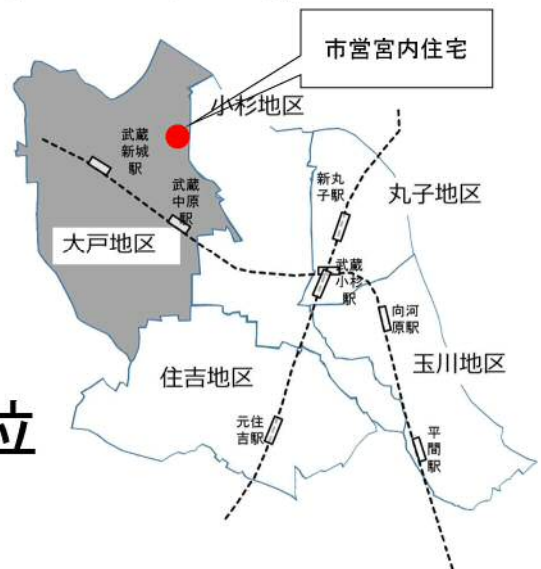 市営宮内住宅
小杉地区
武蔵
新城
駅
武蔵
中原
駅
新丸
子駅
丸子地区
大戸地区
武蔵
小杉
駅
向河
原駅
住吉地区
玉川地区
元住
吉駅
平
間
駅
位